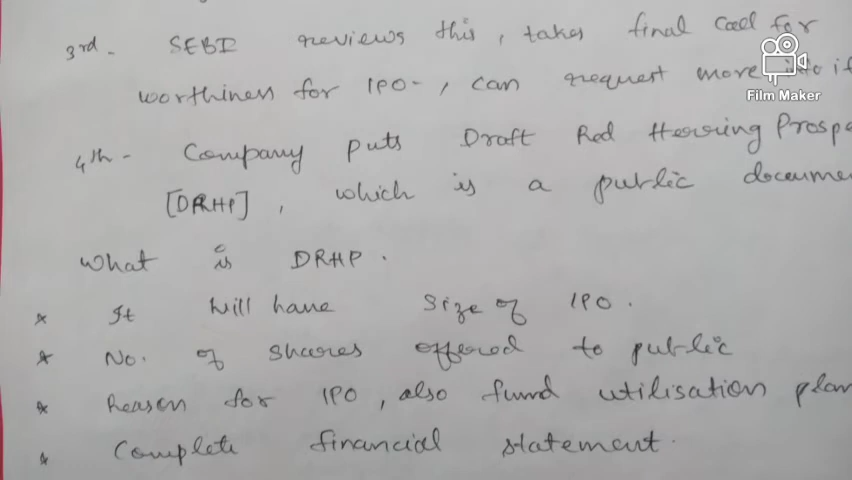 3rd - SEBI reviews this, takes final call for
worthiness for IPO-, can request more
Film Maker
4th - Company puts Draft Red Herring
[DRHP], which is a public
What is DRHP.
* It will have size of IPO.
* No. of shares offered to public
* Reason for IPO, also fund utilisation plan
* Complete financial statement.